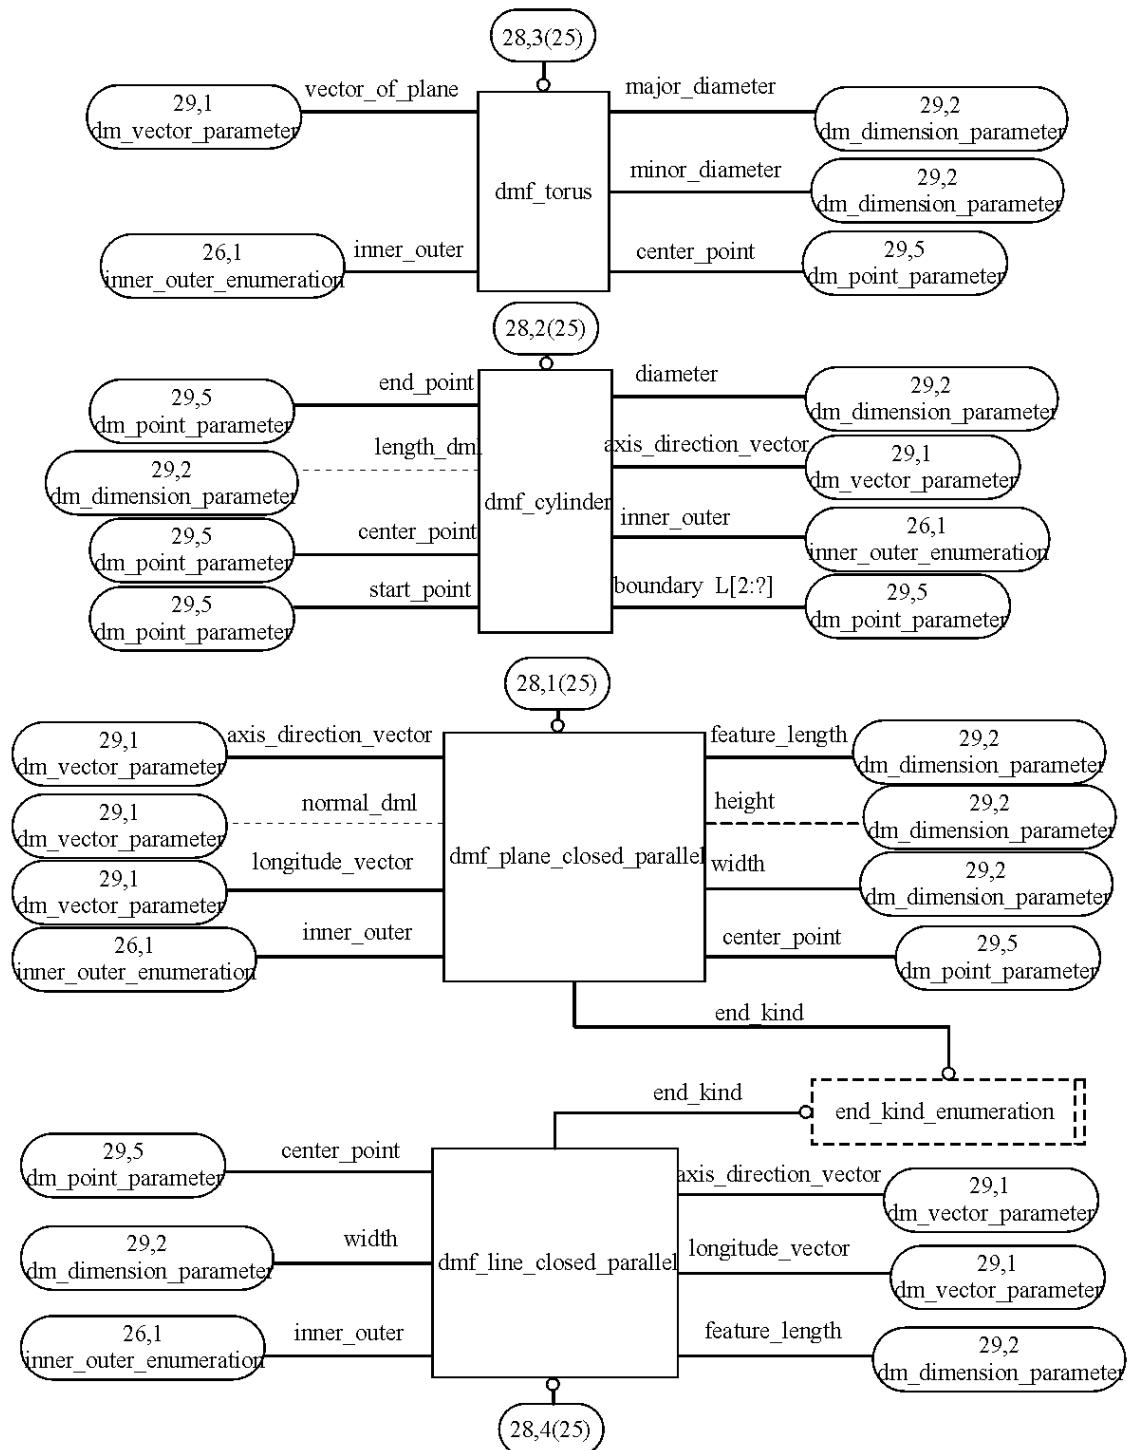 28,3(25)
vector_of_plane
major_diameter
29,1
dm_vector_parameter
29,2
dm_dimension_parameter
minor_diameter
29,2
dm_dimension_parameter
dmf_torus
inner_outer
center_point
26,1
inner_outer_enumeration
29,5
dm_point_parameter
28,2(25)
end_point
diameter
29,5
dm_point_parameter
29,2
dm_dimension_parameter
length_dml
axis_direction_vector
29,2
dm_dimension_parameter
29,1
dm_vector_parameter
dmf_cylinder
center_point
inner_outer
29,5
dm_point_parameter
26,1
inner_outer_enumeration
start_point
boundary L[2:?]
29,5
dm_point_parameter
29,5
dm_point_parameter
28,1(25)
axis_direction_vector
feature_length
29,1
dm_vector_parameter
29,2
dm_dimension_parameter
normal_dml
height
29,1
dm_vector_parameter
29,2
dm_dimension_parameter
dmf_plane_closed_parallel
longitude_vector
width
29,1
dm_vector_parameter
29,2
dm_dimension_parameter
inner_outer
center_point
26,1
inner_outer_enumeration
29,5
dm_point_parameter
end_kind
end_kind
end_kind_enumeration
center_point
29,5
dm_point_parameter
axis_direction_vector
29,1
dm_vector_parameter
width
29,2
dm_dimension_parameter
dmf_line_closed_parallel
longitude_vector
29,1
dm_vector_parameter
inner_outer
26,1
inner_outer_enumeration
feature_length
29,2
dm_dimension_parameter
28,4(25)